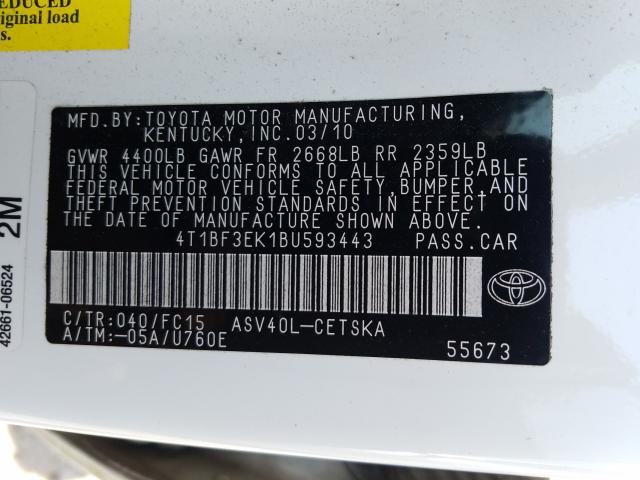 EDUCED
riginal load
s.
MFD.BY:TOYOTA MOTOR MANUFACTURING,
KENTUCKY,INC.03/10
GVWR 4400LB GAWR FR 2668LB RR 2359LB
THIS VEHICLE CONFORMS TO ALL APPLICABLE
FEDERAL MOTOR VEHICLE SAFETY,BUMPER,AND
THEFT PREVENTION STANDARDS IN EFFECT ON
THE DATE OF MANUFACTURE SHOWN ABOVE.
4T1BF3EK1BU593443 PASS.CAR
C/TR:040/FC15 ASV40L-CETSKA
A/TM:-05A/U760E
55673
TOYOTA
2M
42661-06524